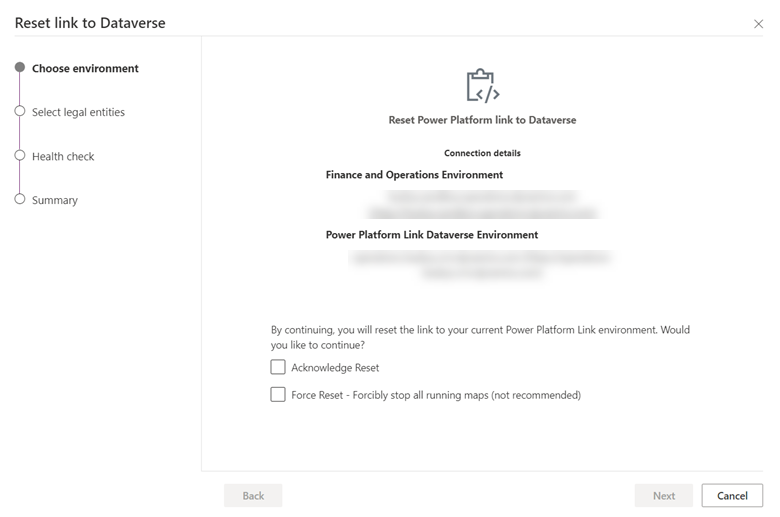 Reset link to Dataverse
Choose environment
Select legal entities
Health check
Summary
Reset Power Platform link to Dataverse
Connection details
Finance and Operations Environment
Power Platform Link Dataverse Environment
By continuing, you will reset the link to your current Power Platform Link environment. Would
you like to continue?
Acknowledge Reset
Force Reset - Forcibly stop all running maps (not recommended)
Back
Next
Cancel